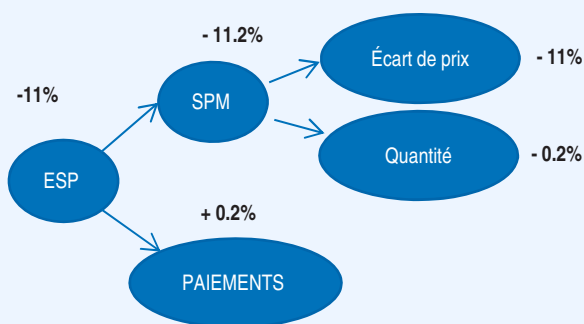 - 11.2%
Écart de prix
- 11%
-11%
SPM
Quantité
- 0.2%
ESP
+ 0.2%
PAIEMENTS